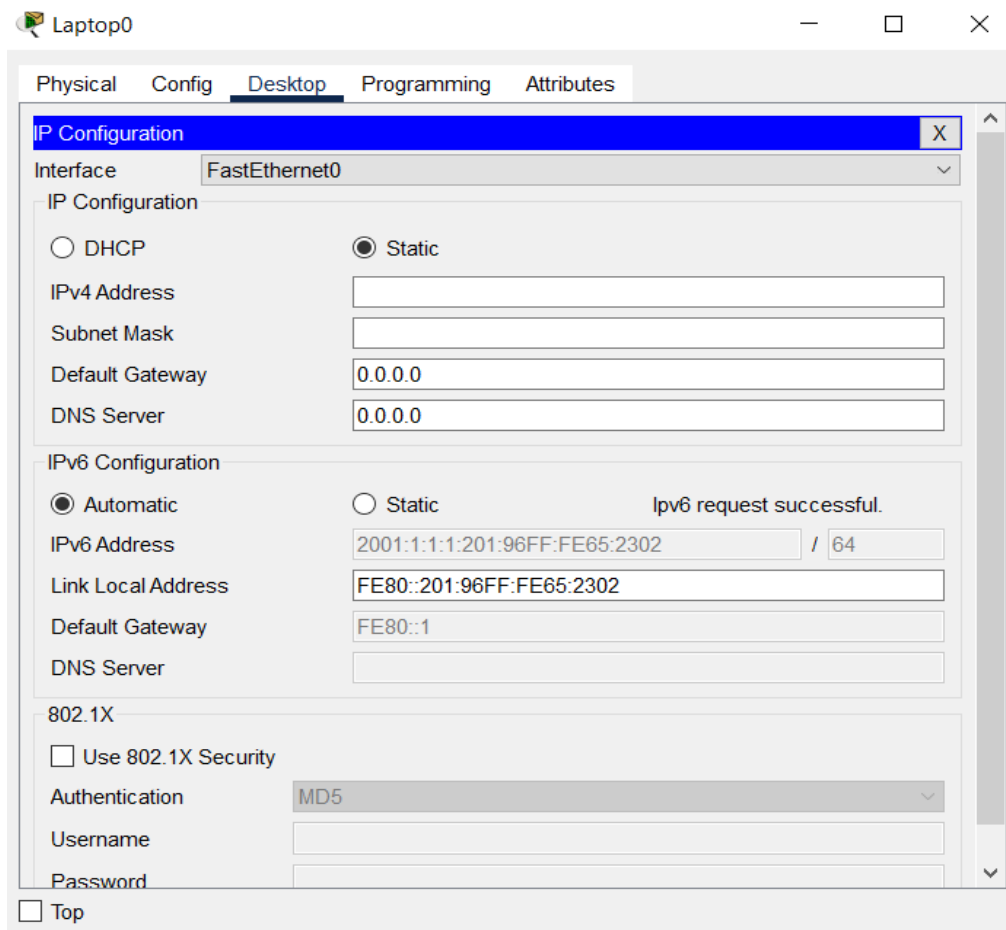 Laptop0
Physical Config Desktop Programming Attributes
IP Configuration X
Interface FastEthernet0
IP Configuration
DHCP Static
IPv4 Address
Subnet Mask
Default Gateway 0.0.0.0
DNS Server 0.0.0.0
IPv6 Configuration
Automatic Static Ipv6 request successful.
IPv6 Address 2001:1:1:1:201:96FF:FE65:2302 / 64
Link Local Address FE80::201:96FF:FE65:2302
Default Gateway FE80::1
DNS Server
802.1X
Use 802.1X Security
Authentication MD5
Username
Password
Top